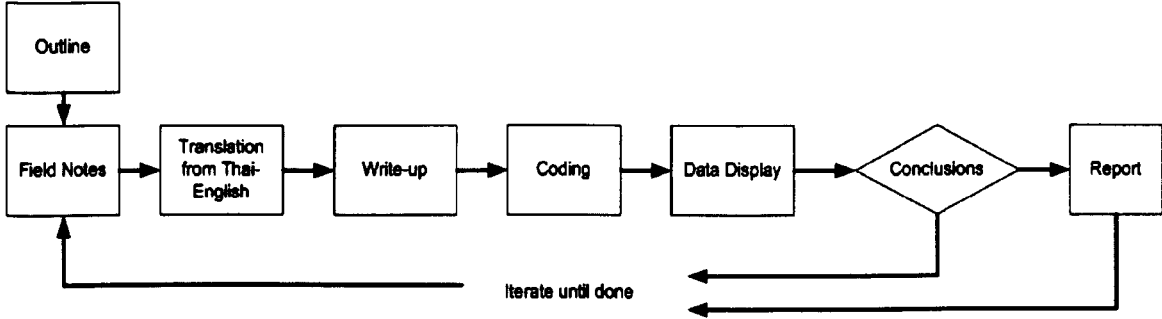 Outline
Field Notes
Translation
from Thai-
English
Write-up
Coding
Data Display
Conclusions
Report
Iterate until done